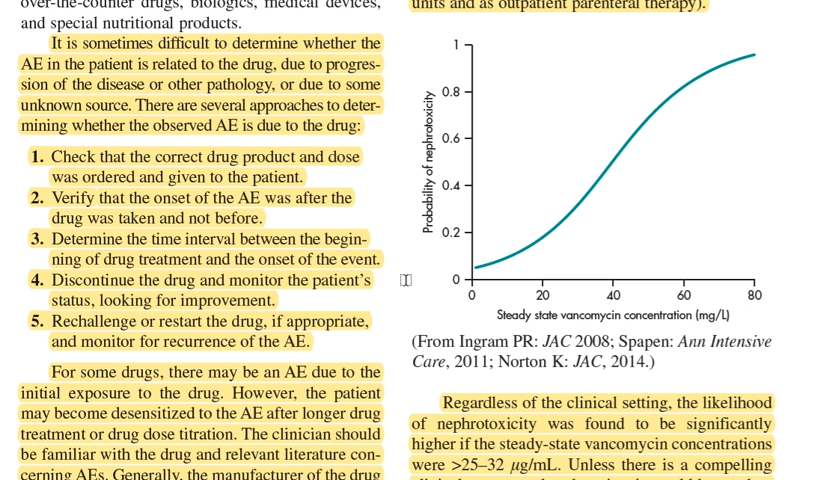 over-the-counter drugs, biologics, medical devices,
and special nutritional products.
It is sometimes difficult to determine whether the
AE in the patient is related to the drug, due to progres-
sion of the disease or other pathology, or due to some
unknown source. There are several approaches to deter-
mining whether the observed AE is due to the drug:
1. Check that the correct drug product and dose
was ordered and given to the patient.
2. Verify that the onset of the AE was after the
drug was taken and not before.
3. Determine the time interval between the begin-
ning of drug treatment and the onset of the event.
4. Discontinue the drug and monitor the patient's
status, looking for improvement.
5. Rechallenge or restart the drug, if appropriate,
and monitor for recurrence of the AE.
For some drugs, there may be an AE due to the
initial exposure to the drug. However, the patient
may become desensitized to the AE after longer drug
treatment or drug dose titration. The clinician should
be familiar with the drug and relevant literature con-
cerning AEs. Generally, the manufacturer of the drug
units and as outpatient parenteral therapy).
1
0.8
0.6
0.4
0.2
0
Probability of nephrotoxicity
0 20 40 60 80
Steady state vancomycin concentration (mg/L)
(From Ingram PR: JAC 2008; Spapen: Ann Intensive
Care, 2011; Norton K: JAC, 2014.)
Regardless of the clinical setting, the likelihood
of nephrotoxicity was found to be significantly
higher if the steady-state vancomycin concentrations
were >25–32 μg/mL. Unless there is a compelling